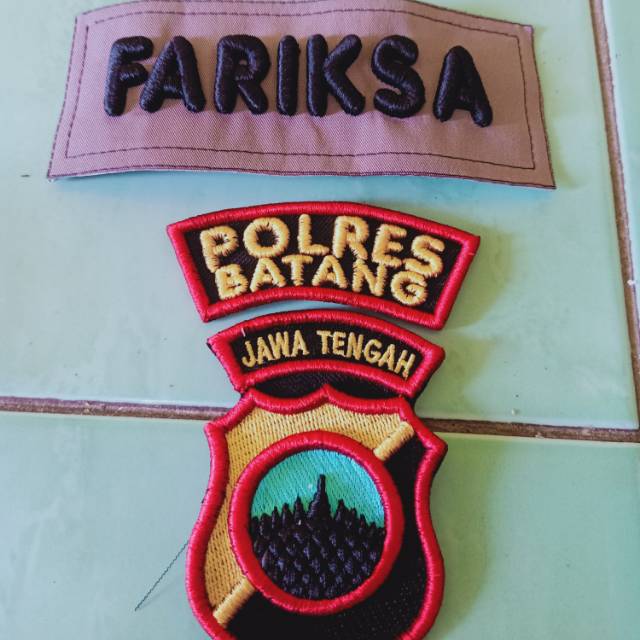 FARIKSA
POLRES
BATANG
JAWA TENGAH